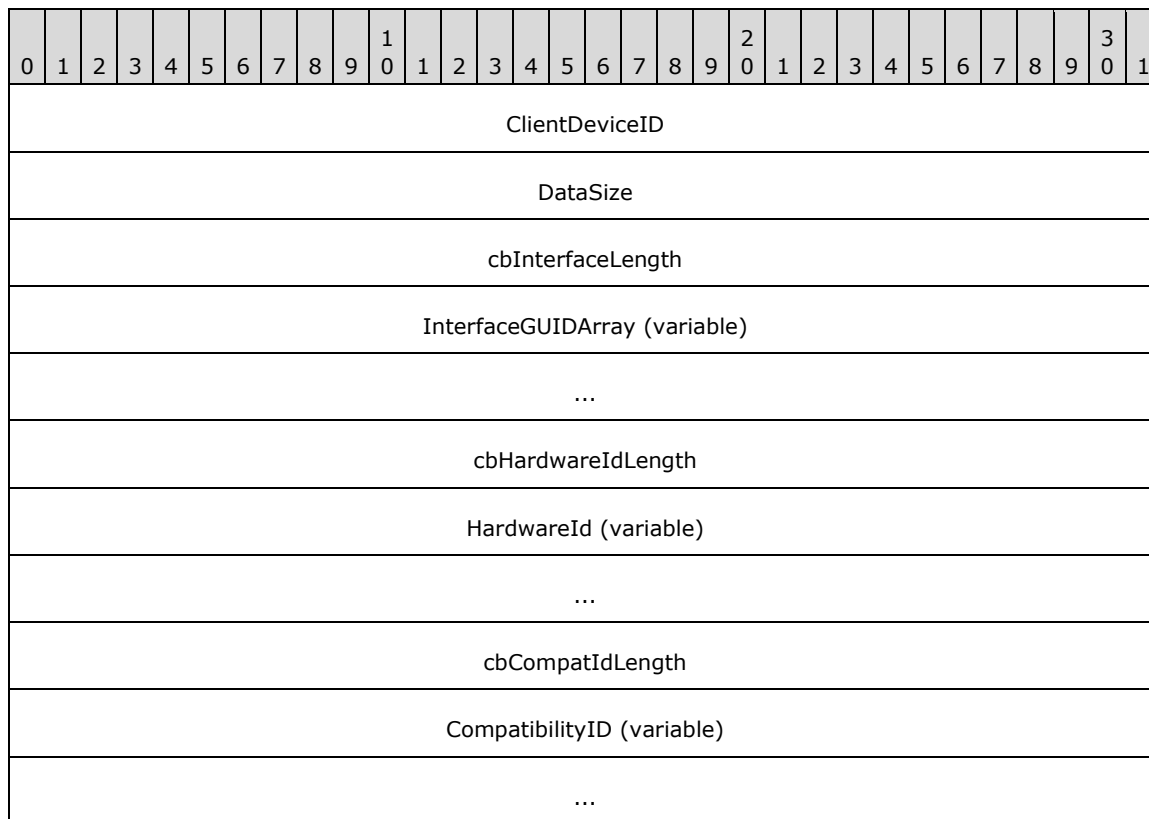 1 2 3
0 1 2 3 4 5 6 7 8 9 0 1 2 3 4 5 6 7 8 9 0 1 2 3 4 5 6 7 8 9 0 1
ClientDeviceID
DataSize
cbInterfaceLength
InterfaceGUIDArray (variable)
...
cbHardwareIdLength
HardwareId (variable)
...
cbCompatIdLength
CompatibilityID (variable)
...